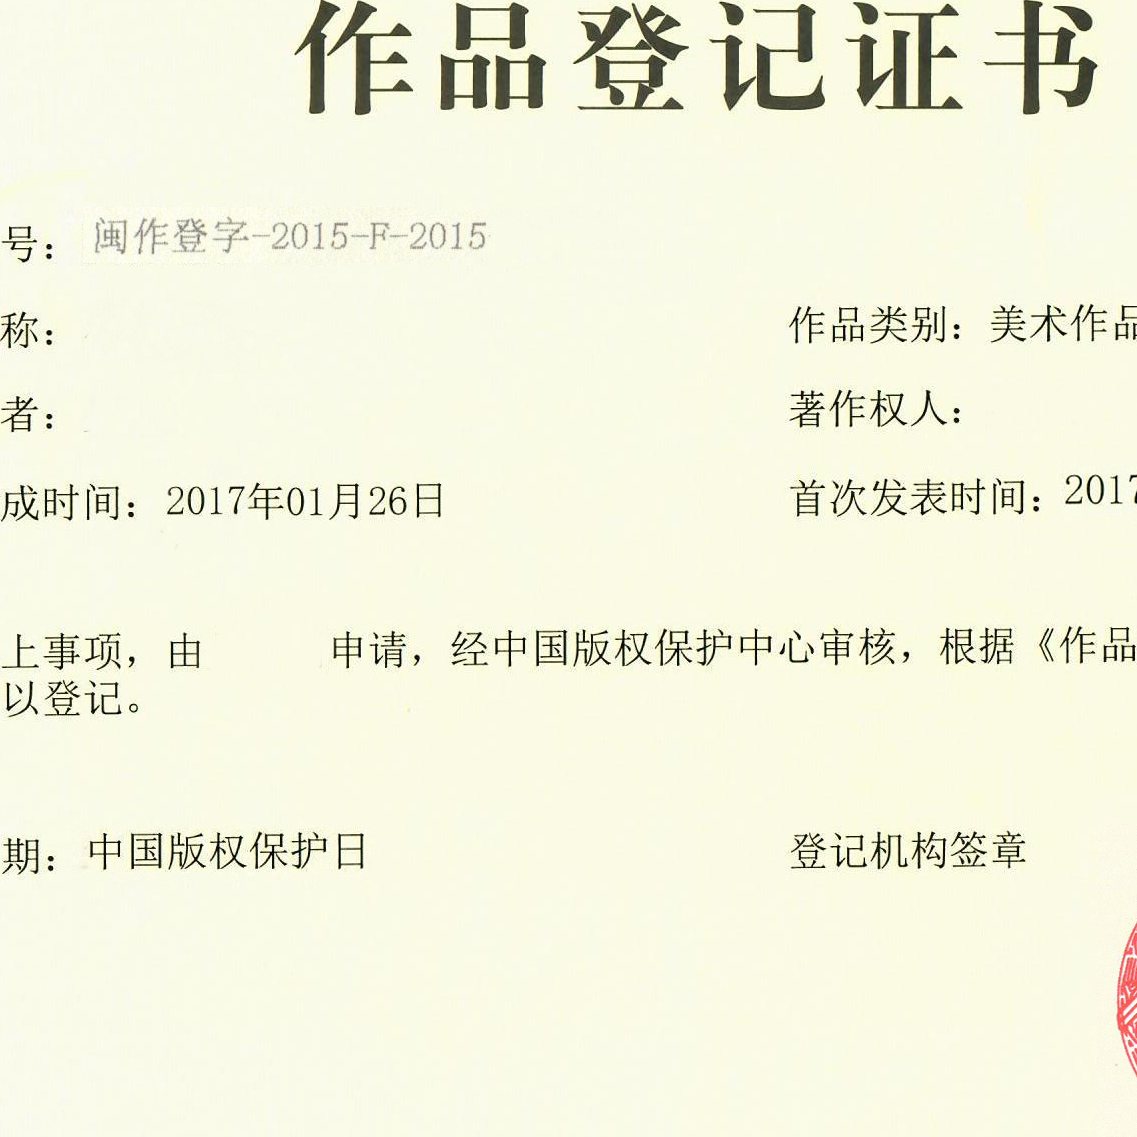 作品登记证书
号： 闽作登字-2015-F-2015
称：
作品类别：美术作品
者：
著作权人：
成时间：2017年01月26日
首次发表时间：2017
上事项，由 申请，经中国版权保护中心审核，根据《作品
以登记。
期：中国版权保护日
登记机构签章